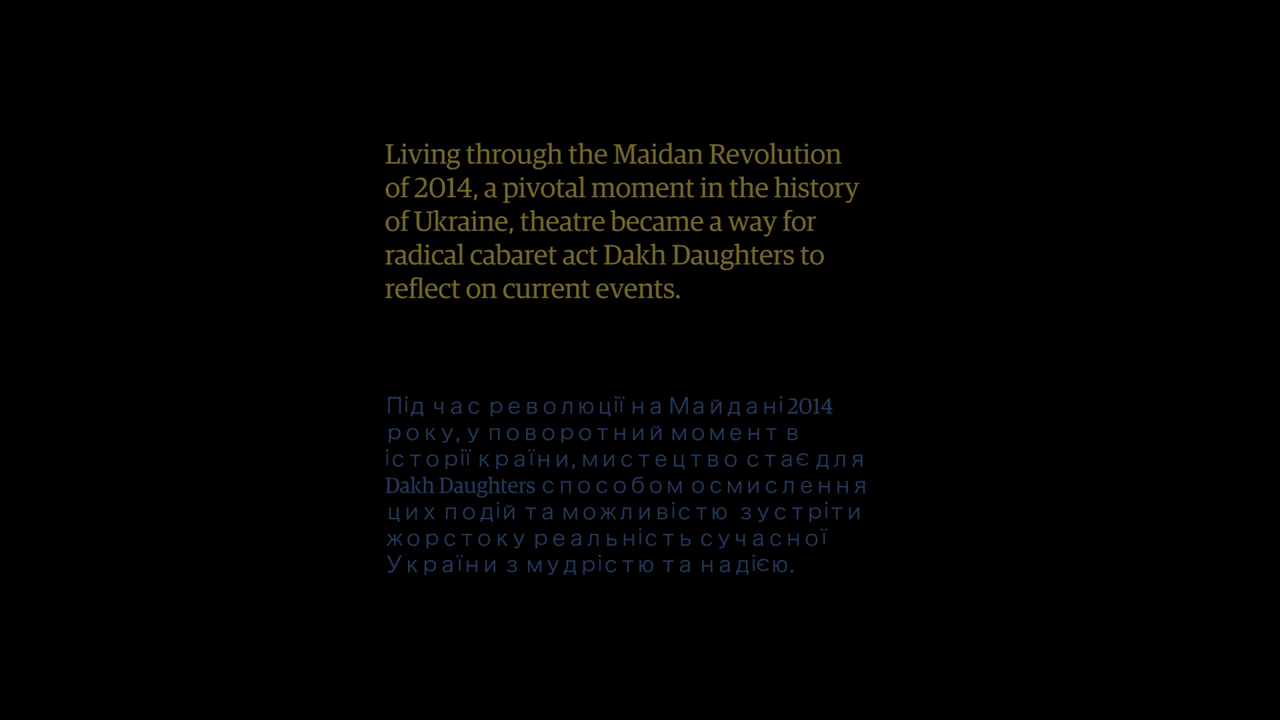 Living through the Maidan Revolution
of 2014, a pivotal moment in the history
of Ukraine, theatre became a way for
radical cabaret act Dakh Daughters to
reflect on current events.
Під час революції на Майдані 2014
року, у поворотний момент в
історії країни, мистецтво стає для
Dakh Daughters способом осмислення
цих подій та можливістю зустріти
жорстоку реальність сучасної
України з мудрістю та надією.